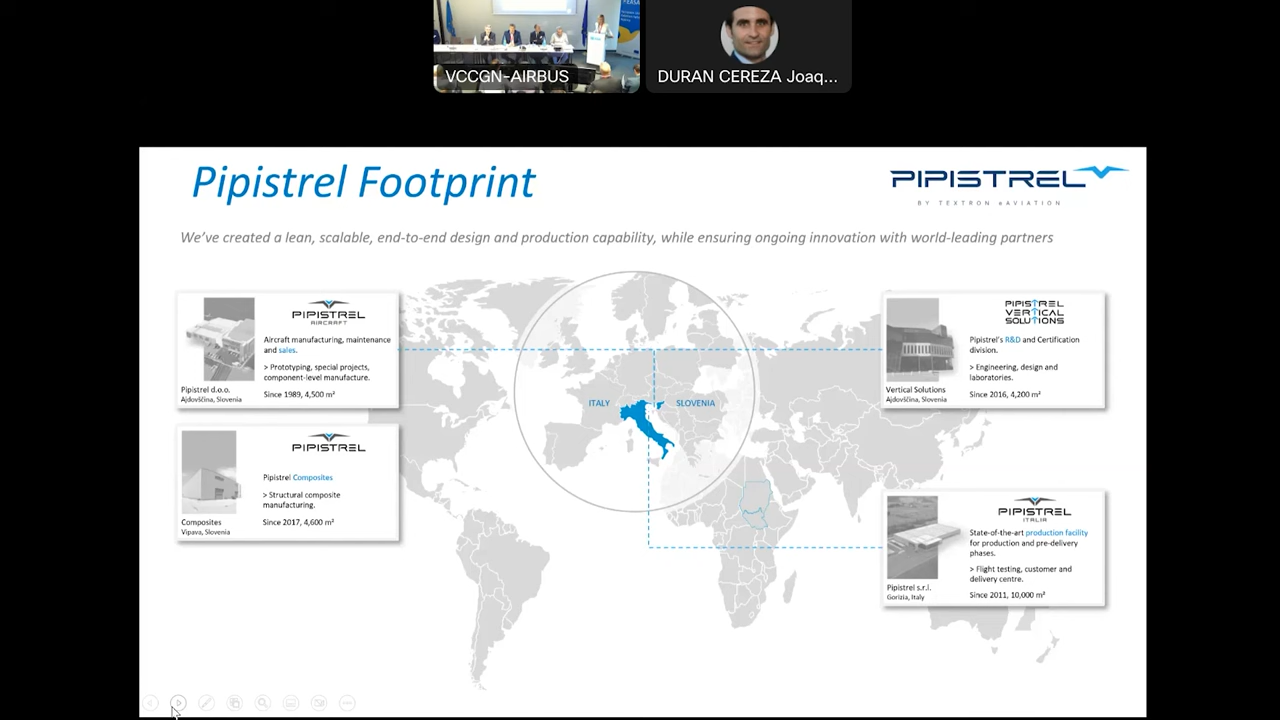 VCCGN-AIRBUS
DURAN CEREZA Joaq...
Pipistrel Footprint
PIPISTREL
BY TEXTRON eAVIATION
We've created a lean, scalable, end-to-end design and production capability, while ensuring ongoing innovation with world-leading partners
PIPISTREL
AIRCRAFT
Aircraft manufacturing, maintenance
and sales.
> Prototyping, special projects,
component-level manufacture.
Pipistrel d.o.o.
Ajdovščina, Slovenia
Since 1989, 4,500 m²
PIPISTREL
VERTICAL
SOLUTIONS
Pipistrel's R&D and Certification
division.
> Engineering, design and
laboratories.
Vertical Solutions
Ajdovščina, Slovenia
Since 2016, 4,200 m²
ITALY
SLOVENIA
PIPISTREL
Pipistrel Composites
> Structural composite
manufacturing.
Composites
Vipava, Slovenia
Since 2017, 4,600 m²
PIPISTREL
ITALIA
State-of-the-art production facility
for production and pre-delivery
phases.
> Flight testing, customer and
delivery centre.
Pipistrel s.r.l.
Gorizia, Italy
Since 2011, 10,000 m²